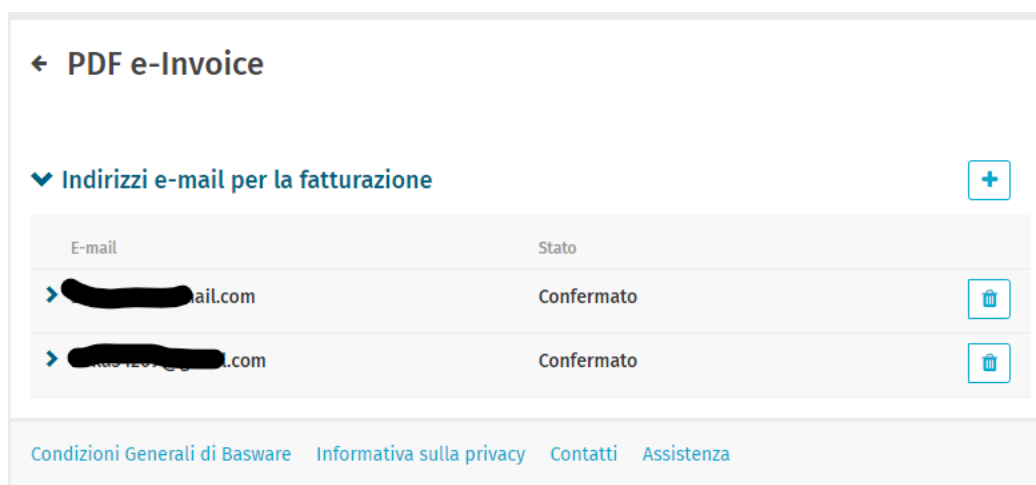 PDF e-Invoice
Indirizzi e-mail per la fatturazione
E-mail Stato
ail.com Confermato
l.com Confermato
Condizioni Generali di Basware Informativa sulla privacy Contatti Assistenza